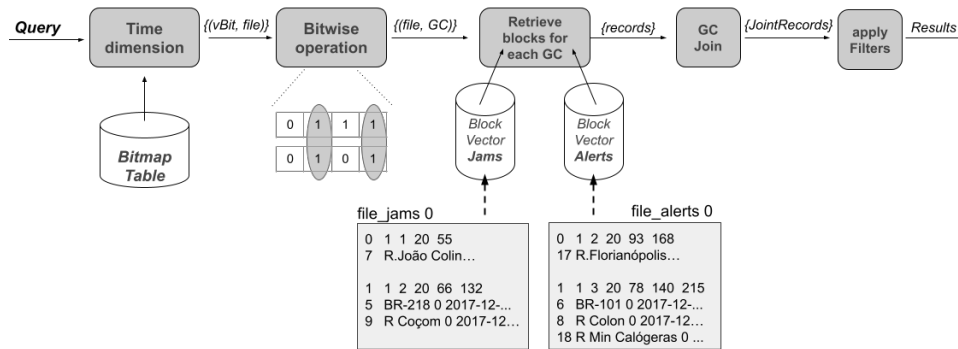 Query
Time
dimension
{(vBit, file)}
Bitwise
operation
{(file, GC)}
Retrieve
blocks for
each GC
{records}
GC
Join
{JointRecords}
apply
Filters
Results
Bitmap
Table
0 1 1 1
0 1 0 1
Block
Vector
Jams
Block
Vector
Alerts
file_jams 0
0 1 1 20 55
7 R.João Colin...
1 1 2 20 66 132
5 BR-218 0 2017-12-...
9 R Coçom 0 2017-12...
file_alerts 0
0 1 2 20 93 168
17 R.Florianópolis...
1 1 3 20 78 140 215
6 BR-101 0 2017-12-...
8 R Colon 0 2017-12...
18 R Min Calógeras 0 ...